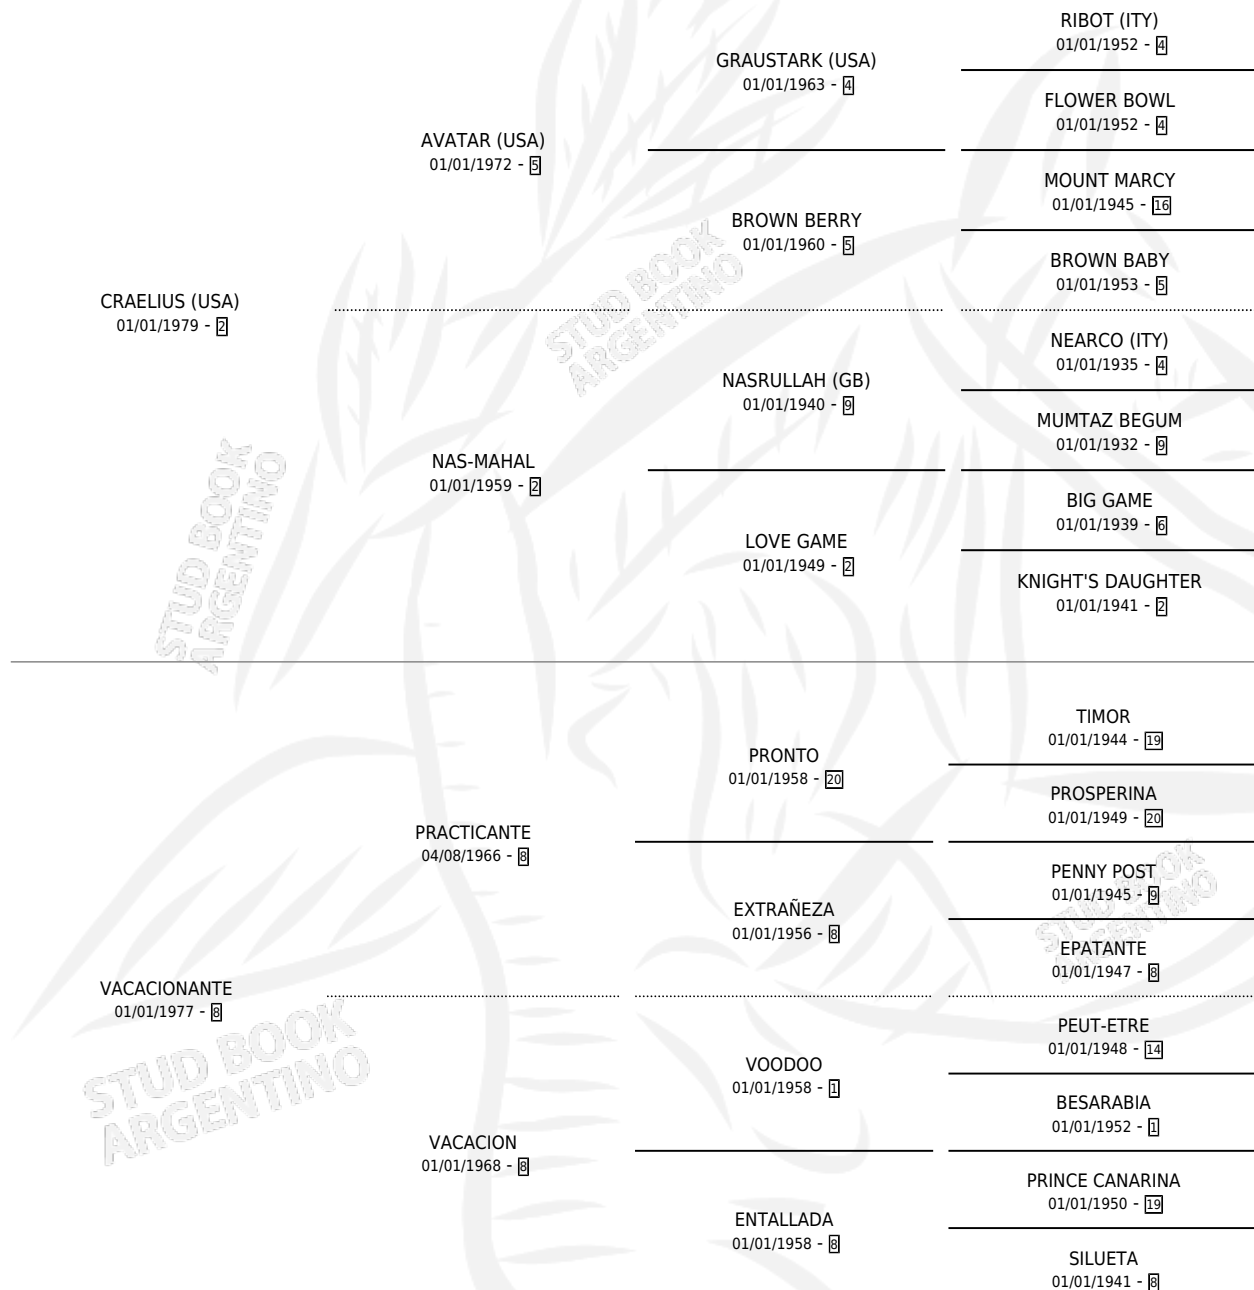 RIBOT (ITY)
01/01/1952 - 4
GRAUSTARK (USA)
01/01/1963 - 4
FLOWER BOWL
01/01/1952 - 4
AVATAR (USA)
01/01/1972 - 5
MOUNT MARCY
01/01/1945 - 16
BROWN BERRY
01/01/1960 - 5
BROWN BABY
01/01/1953 - 5
CRAELIUS (USA)
01/01/1979 - 2
NEARCO (ITY)
01/01/1935 - 4
NASRULLAH (GB)
01/01/1940 - 9
MUMTAZ BEGUM
01/01/1932 - 9
NAS-MAHAL
01/01/1959 - 2
BIG GAME
01/01/1939 - 6
LOVE GAME
01/01/1949 - 2
KNIGHT'S DAUGHTER
01/01/1941 - 2
TIMOR
01/01/1944 - 19
PRONTO
01/01/1958 - 20
PROSPERINA
01/01/1949 - 20
PRACTICANTE
04/08/1966 - 8
PENNY POST
01/01/1945 - 9
EXTRAÑEZA
01/01/1956 - 8
EPATANTE
01/01/1947 - 8
VACACIONANTE
01/01/1977 - 8
PEUT-ETRE
01/01/1948 - 14
VOODOO
01/01/1958 - 1
BESARABIA
01/01/1952 - 1
VACACION
01/01/1968 - 8
PRINCE CANARINA
01/01/1950 - 19
ENTALLADA
01/01/1958 - 8
SILUETA
01/01/1941 - 8
STUD BOOK
ARGENTINO
STUD BOOK
ARGENTINO
STUD BOOK
ARGENTINO
STUD BOOK
ARGENTINO